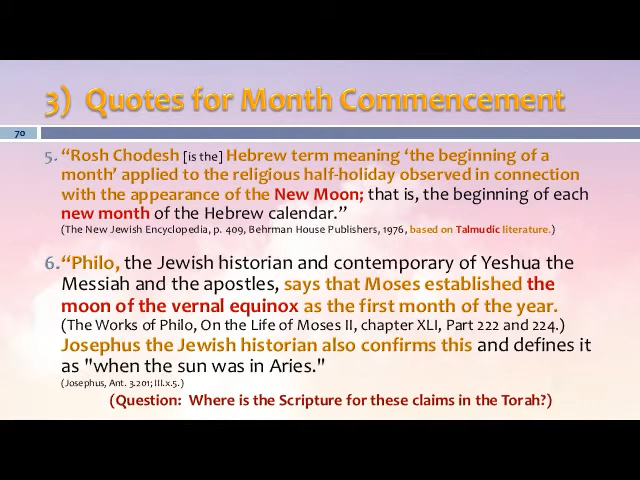 3) Quotes for Month Commencement
70
5. “Rosh Chodesh [is the] Hebrew term meaning ‘the beginning of a
month’ applied to the religious half-holiday observed in connection
with the appearance of the New Moon; that is, the beginning of each
new month of the Hebrew calendar.”
(The New Jewish Encyclopedia, p. 409, Behrman House Publishers, 1976, based on Talmudic literature.)
6. “Philo, the Jewish historian and contemporary of Yeshua the
Messiah and the apostles, says that Moses established the
moon of the vernal equinox as the first month of the year.
(The Works of Philo, On the Life of Moses II, chapter XLI, Part 222 and 224.)
Josephus the Jewish historian also confirms this and defines it
as "when the sun was in Aries."
(Josephus, Ant. 3.201; III.x.5.)
(Question: Where is the Scripture for these claims in the Torah?)